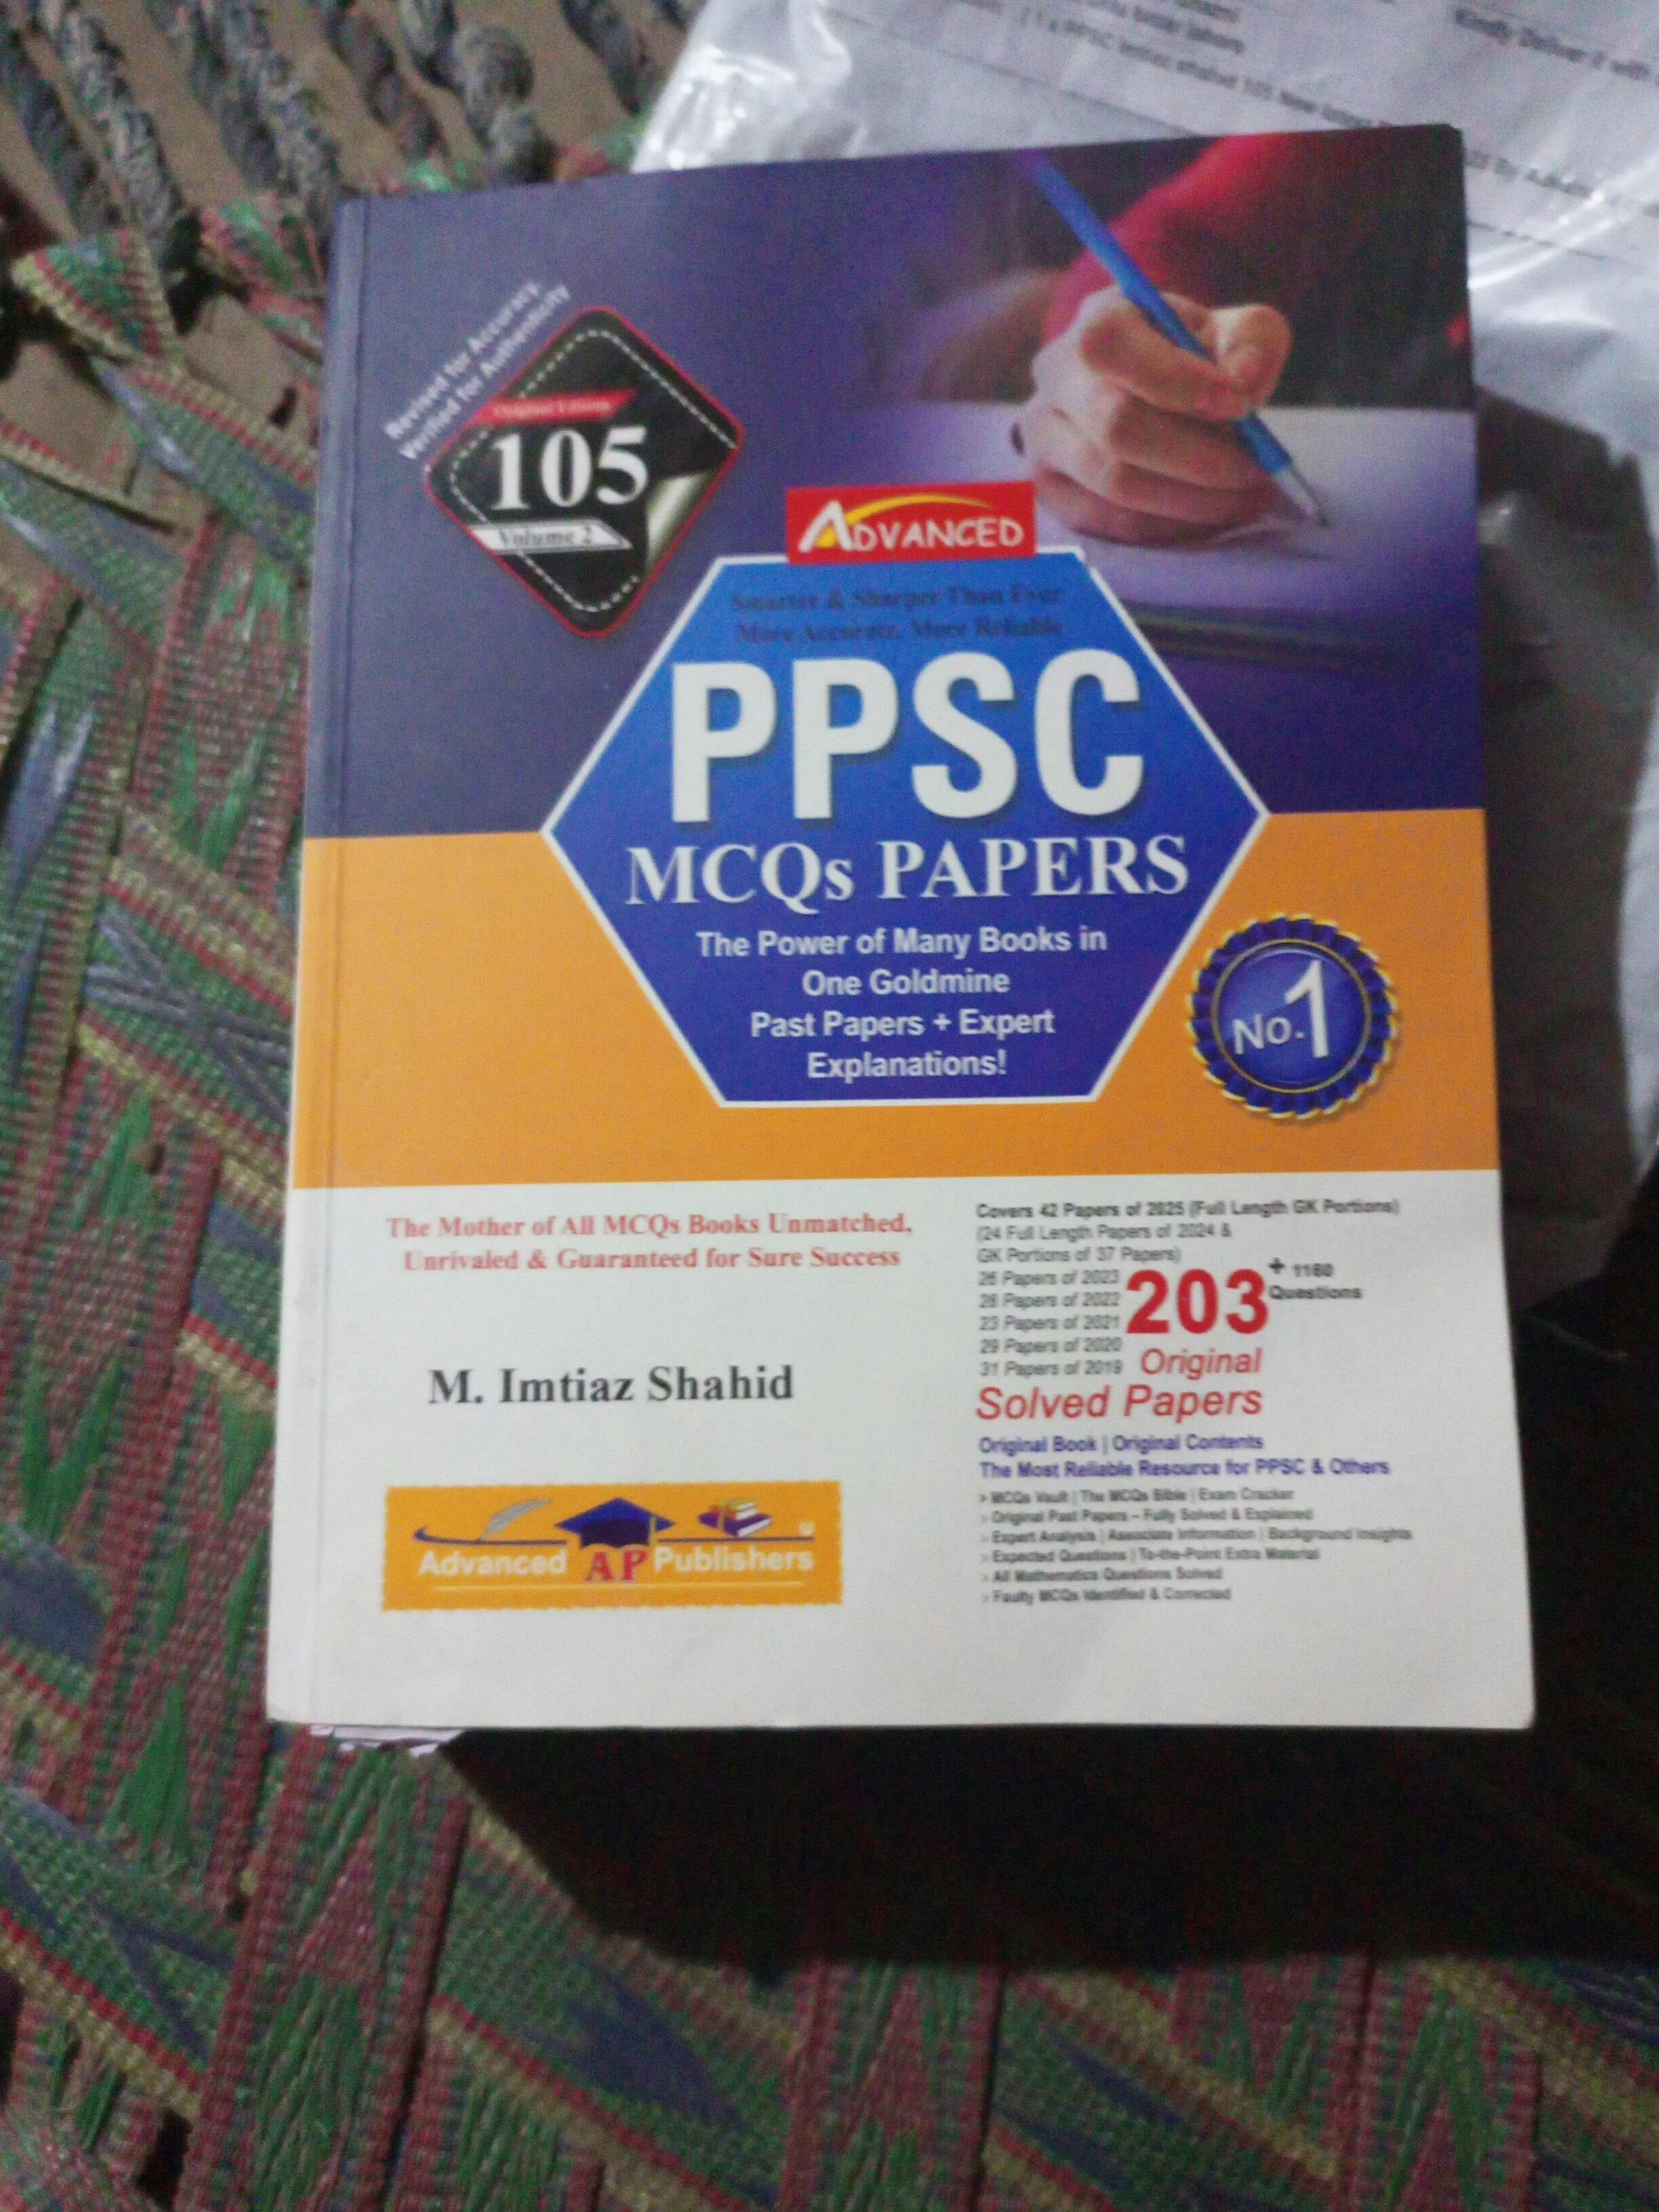 Kindly Deliver it with
Revised for Accuracy,
Verified for Authenticity
Original Edition
105
Volume 2
ADVANCED
Smarter & Sharper Than Ever
More Accurate, More Reliable
PPSC
MCQs PAPERS
The Power of Many Books in
One Goldmine
Past Papers + Expert
Explanations!
No.1
The Mother of All MCQs Books Unmatched,
Unrivaled & Guaranteed for Sure Success
M. Imtiaz Shahid
Advanced AP Publishers
Covers 42 Papers of 2025 (Full Length GK Portions)
(24 Full Length Papers of 2024 &
GK Portions of 37 Papers)
26 Papers of 2023
28 Papers of 2022
23 Papers of 2021
29 Papers of 2020
31 Papers of 2019
203 + 1160
Questions
Original
Solved Papers
Original Book | Original Contents
The Most Reliable Resource for PPSC & Others
> MCQs Vault | The MCQs Bible | Exam Cracker
> Original Past Papers – Fully Solved & Explained
> Expert Analysis | Associate Information | Background Insights
> Expected Questions | To-the-Point Extra Material
> All Mathematics Questions Solved
> Faulty MCQs Identified & Corrected